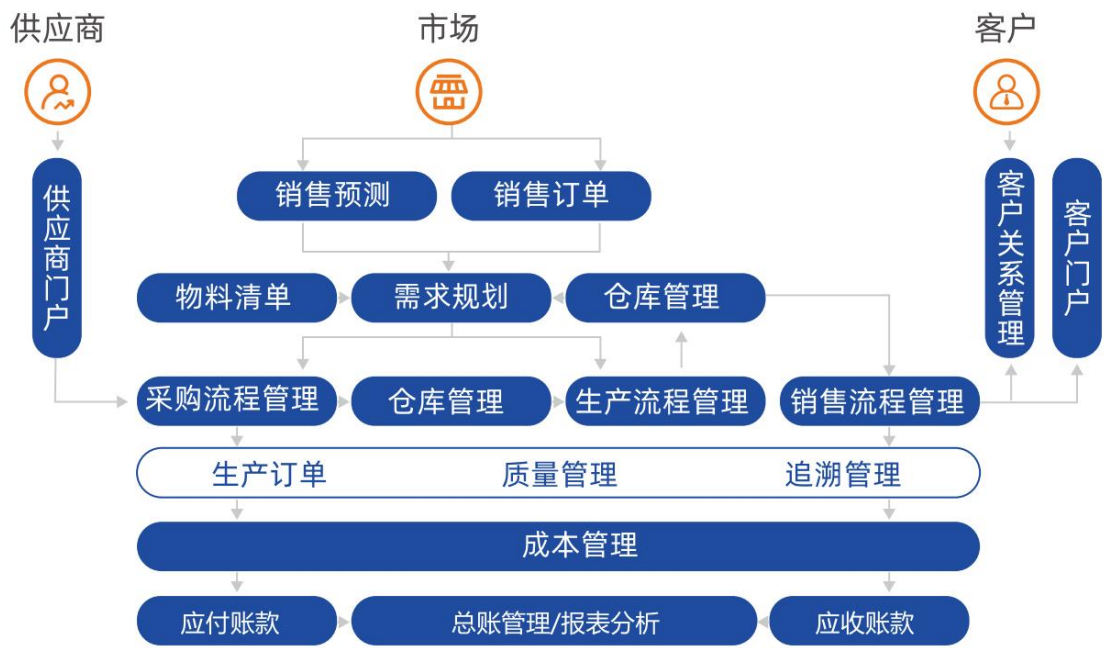 供应商
市场
客户
供应商门户
销售预测
销售订单
客户关系管理
客户门户
物料清单
需求规划
仓库管理
采购流程管理
仓库管理
生产流程管理
销售流程管理
生产订单
质量管理
追溯管理
成本管理
应付账款
总账管理/报表分析
应收账款